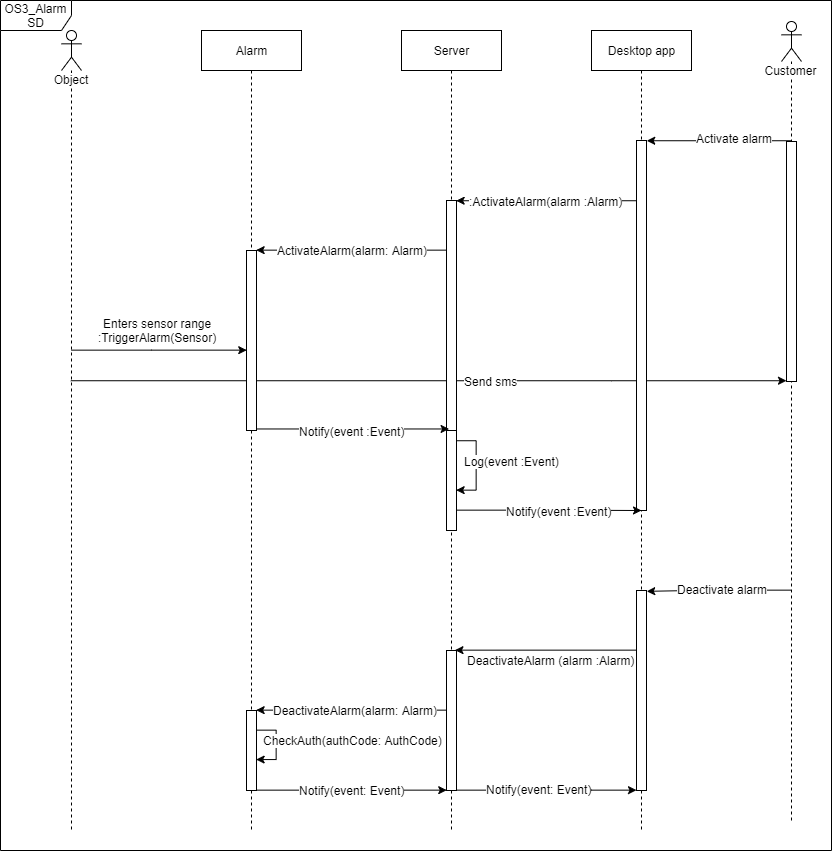 OS3_Alarm
SD
Object
Alarm
Server
Desktop app
Customer
Activate alarm
:ActivateAlarm(alarm :Alarm)
ActivateAlarm(alarm: Alarm)
Enters sensor range
:TriggerAlarm(Sensor)
Send sms
Notify(event :Event)
Log(event :Event)
Notify(event :Event)
Deactivate alarm
DeactivateAlarm (alarm :Alarm)
DeactivateAlarm(alarm: Alarm)
CheckAuth(authCode: AuthCode)
Notify(event: Event)
Notify(event: Event)